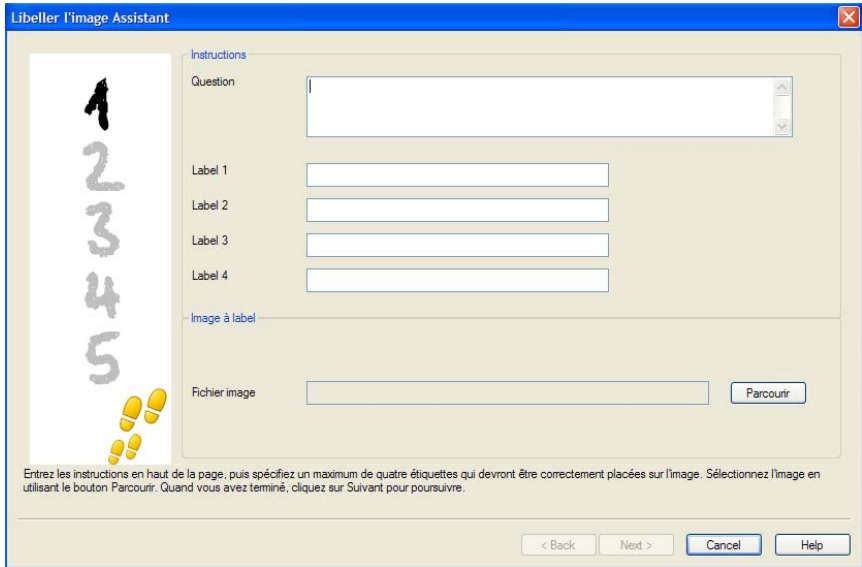 Libeller l'image Assistant
Instructions
Question
Label 1
Label 2
Label 3
Label 4
Image à label
Fichier image
Parcourir
1
2
3
4
5
Entrez les instructions en haut de la page, puis spécifiez un maximum de quatre étiquettes qui devront être correctement placées sur l'image. Sélectionnez l'image en
utilisant le bouton Parcourir. Quand vous avez terminé, cliquez sur Suivant pour poursuivre.
< Back
Next >
Cancel
Help